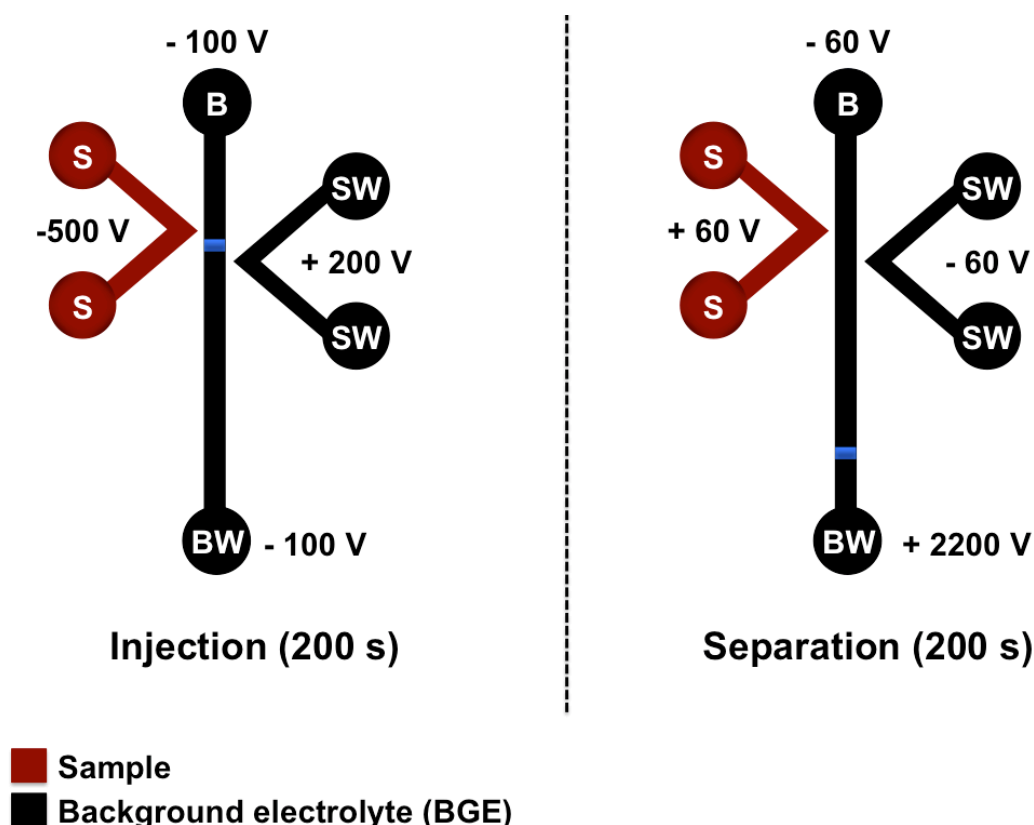 - 100 V
B
S
SW
-500 V
+ 200 V
S
SW
BW
- 100 V
Injection (200 s)
- 60 V
B
S
SW
+ 60 V
- 60 V
S
SW
BW
+ 2200 V
Separation (200 s)
Sample
Background electrolyte (BGE)